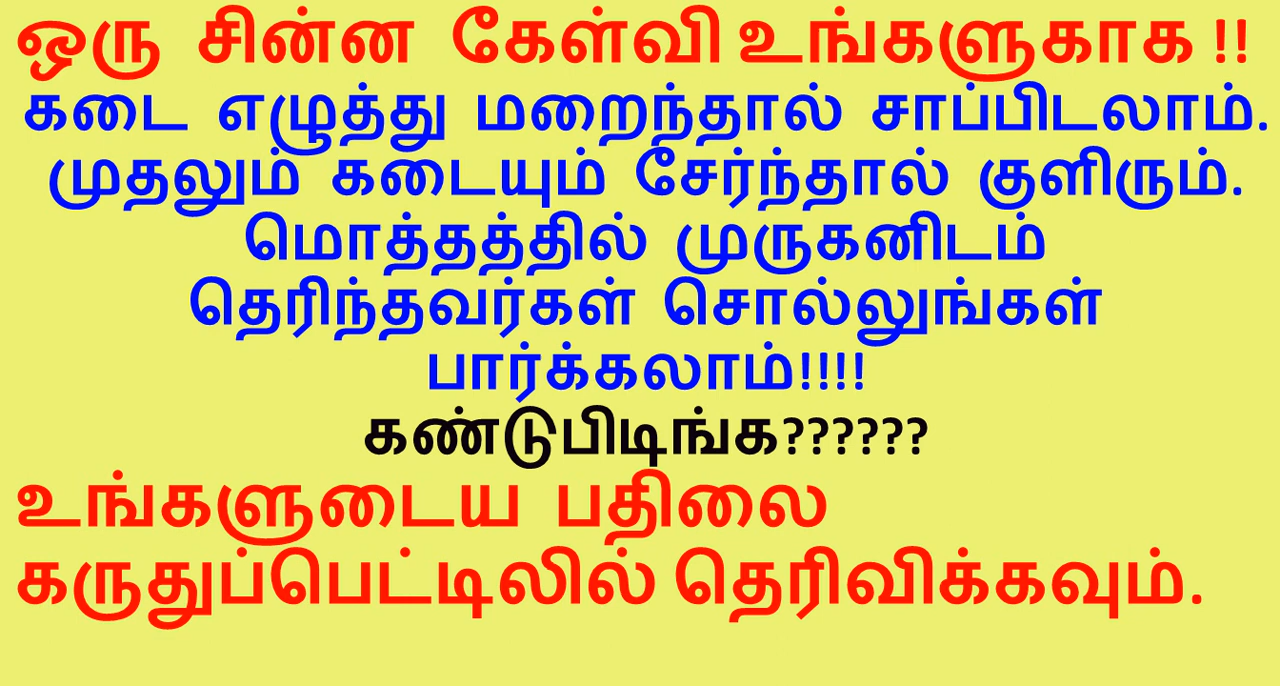 ஒரு சின்ன கேள்வி உங்களுகாக !!
கடை எழுத்து மறைந்தால் சாப்பிடலாம்.
முதலும் கடையும் சேர்ந்தால் குளிரும்.
மொத்தத்தில் முருகனிடம்
தெரிந்தவர்கள் சொல்லுங்கள்
பார்க்கலாம்!!!!
கண்டுபிடிங்க??????
உங்களுடைய பதிலை
கருதுப்பெட்டிலில் தெரிவிக்கவும்.